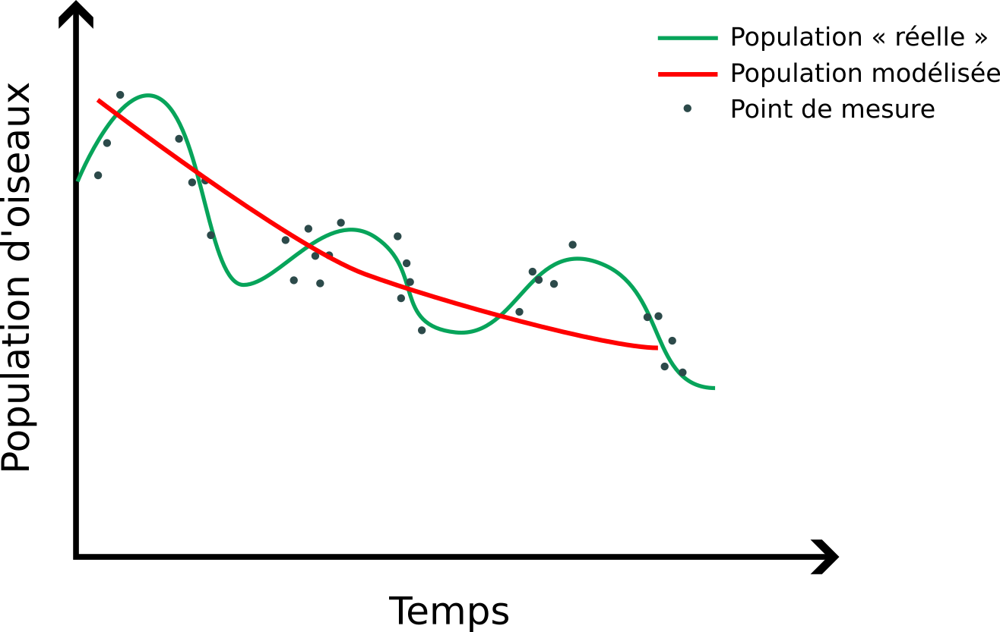 Population « réelle »
Population modélisée
Point de mesure
Population d'oiseaux
Temps